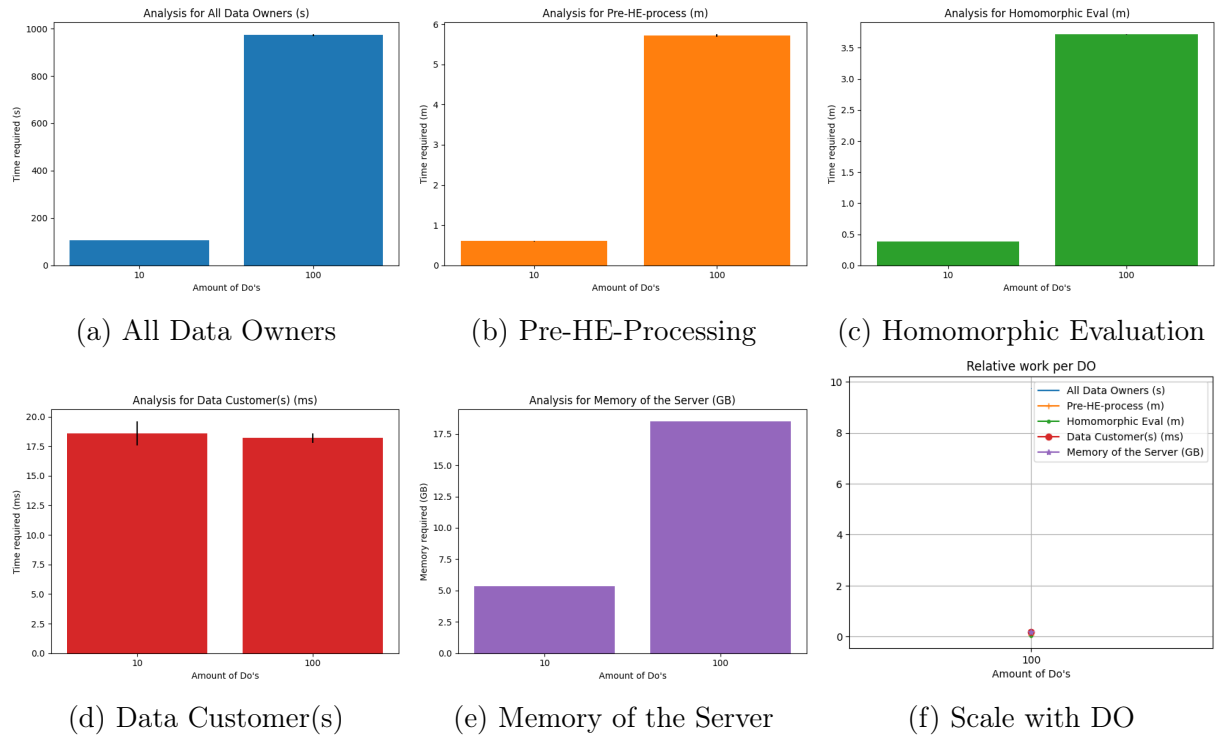 Analysis for All Data Owners (s)
1000
800
600
400
200
0
Time required (s)
10
100
Amount of Do's
(a) All Data Owners
Analysis for Pre-HE-process (m)
6
5
4
3
2
1
0
Time required (m)
10
100
Amount of Do's
(b) Pre-HE-Processing
Analysis for Homomorphic Eval (m)
3.5
3.0
2.5
2.0
1.5
1.0
0.5
0.0
Time required (m)
10
100
Amount of Do's
(c) Homomorphic Evaluation
Analysis for Data Customer(s) (ms)
20.0
17.5
15.0
12.5
10.0
7.5
5.0
2.5
0.0
Time required (ms)
10
100
Amount of Do's
(d) Data Customer(s)
Analysis for Memory of the Server (GB)
17.5
15.0
12.5
10.0
7.5
5.0
2.5
0.0
Memory required (GB)
10
100
Amount of Do's
(e) Memory of the Server
Relative work per DO
10
8
6
4
2
0
All Data Owners (s)
Pre-HE-process (m)
Homomorphic Eval (m)
Data Customer(s) (ms)
Memory of the Server (GB)
100
Amount of Do's
(f) Scale with DO